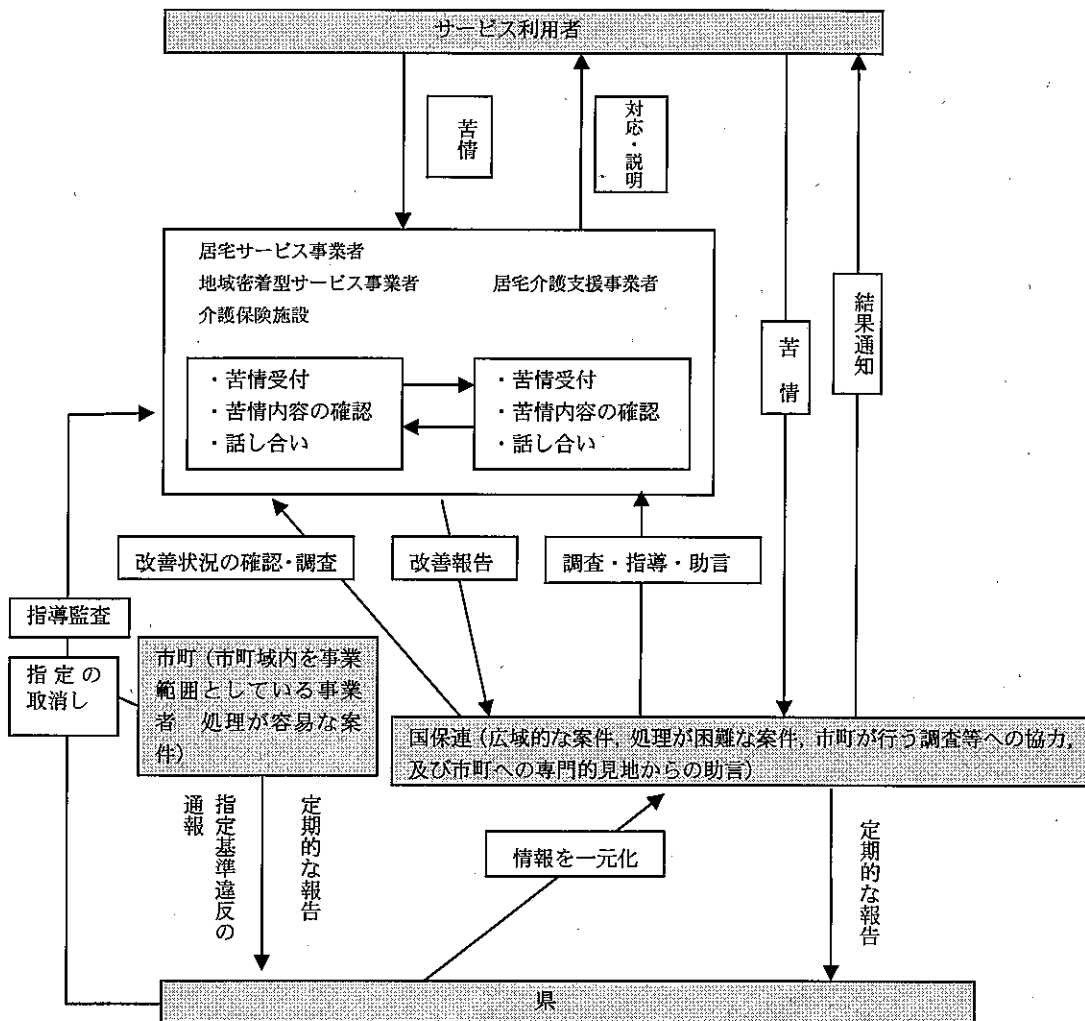 サービス利用者
苦情
対応・説明
居宅サービス事業者
地域密着型サービス事業者
居宅介護支援事業者
介護保険施設
・苦情受付
・苦情内容の確認
・話し合い
・苦情受付
・苦情内容の確認
・話し合い
苦情
結果通知
改善状況の確認・調査
改善報告
調査・指導・助言
指導監査
指定の
取消し
市町(市町域内を事業
範囲としている事業
者 処理が容易な案
件)
国保連(広域的な案件,処理が困難な案件,市町が行う調査等への協力,
及び市町への専門的見地からの助言)
指定基準違反の
通報
定期的な報告
情報を一元化
定期的な報告
県